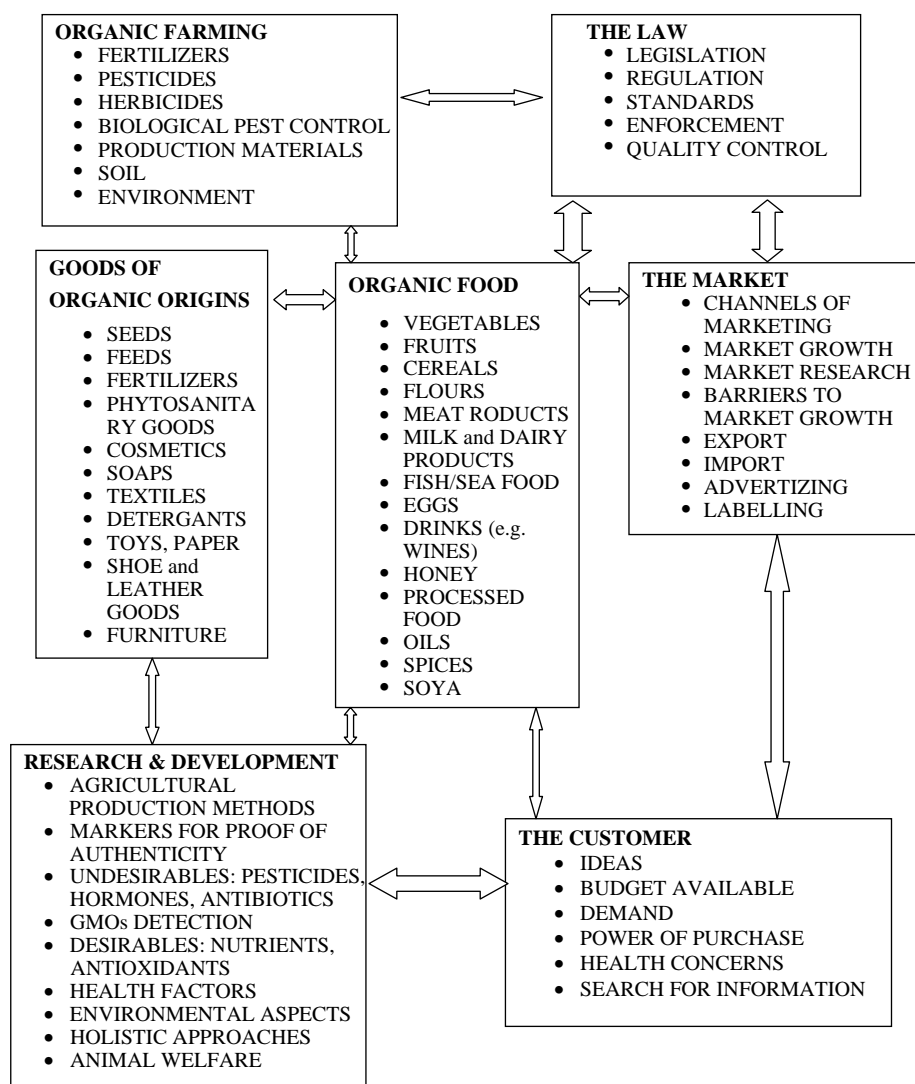 ORGANIC FARMING
• FERTILIZERS
• PESTICIDES
• HERBICIDES
• BIOLOGICAL PEST CONTROL
• PRODUCTION MATERIALS
• SOIL
• ENVIRONMENT
THE LAW
• LEGISLATION
• REGULATION
• STANDARDS
• ENFORCEMENT
• QUALITY CONTROL
GOODS OF
ORGANIC ORIGINS
• SEEDS
• FEEDS
• FERTILIZERS
• PHYTOSANITA
RY GOODS
• COSMETICS
• SOAPS
• TEXTILES
• DETERGANTS
• TOYS, PAPER
• SHOE and
LEATHER
GOODS
• FURNITURE
ORGANIC FOOD
• VEGETABLES
• FRUITS
• CEREALS
• FLOURS
• MEAT RODUCTS
• MILK and DAIRY
PRODUCTS
• FISH/SEA FOOD
• EGGS
• DRINKS (e.g.
WINES)
• HONEY
• PROCESSED
FOOD
• OILS
• SPICES
• SOYA
THE MARKET
• CHANNELS OF
MARKETING
• MARKET GROWTH
• MARKET RESEARCH
• BARRIERS TO
MARKET GROWTH
• EXPORT
• IMPORT
• ADVERTIZING
• LABELLING
RESEARCH & DEVELOPMENT
• AGRICULTURAL
PRODUCTION METHODS
• MARKERS FOR PROOF OF
AUTHENTICITY
• UNDESIRABLES: PESTICIDES,
HORMONES, ANTIBIOTICS
• GMOs DETECTION
• DESIRABLES: NUTRIENTS,
ANTIOXIDANTS
• HEALTH FACTORS
• ENVIRONMENTAL ASPECTS
• HOLISTIC APPROACHES
• ANIMAL WELFARE
THE CUSTOMER
• IDEAS
• BUDGET AVAILABLE
• DEMAND
• POWER OF PURCHASE
• HEALTH CONCERNS
• SEARCH FOR INFORMATION